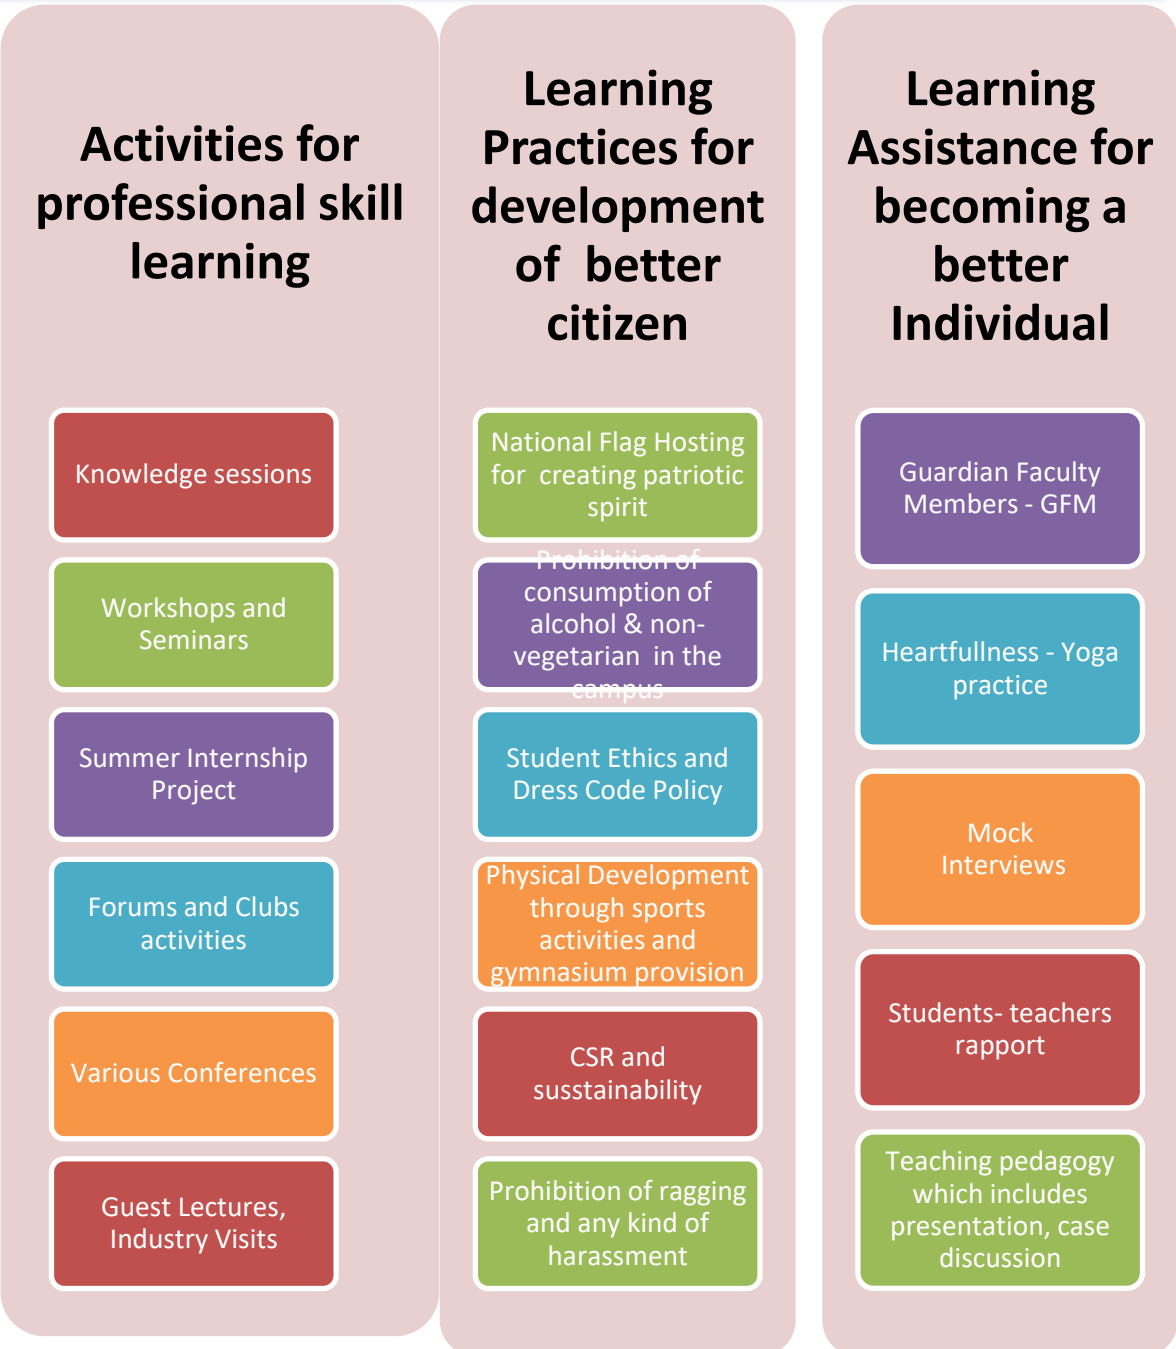 Activities for
professional skill
learning
Knowledge sessions
Workshops and
Seminars
Summer Internship
Project
Forums and Clubs
activities
Various Conferences
Guest Lectures,
Industry Visits
Learning
Practices for
development
of  better
citizen
National Flag Hosting
for  creating patriotic
spirit
Prohibition of
consumption of
alcohol & non-
vegetarian  in the
campus
Student Ethics and
Dress Code Policy
Physical Development
through sports
activities and
gymnasium provision
CSR and
susstainability
Prohibition of ragging
and any kind of
harassment
Learning
Assistance for
becoming a
better
Individual
Guardian Faculty
Members - GFM
Heartfullness - Yoga
practice
Mock
Interviews
Students- teachers
rapport
Teaching pedagogy
which includes
presentation, case
discussion